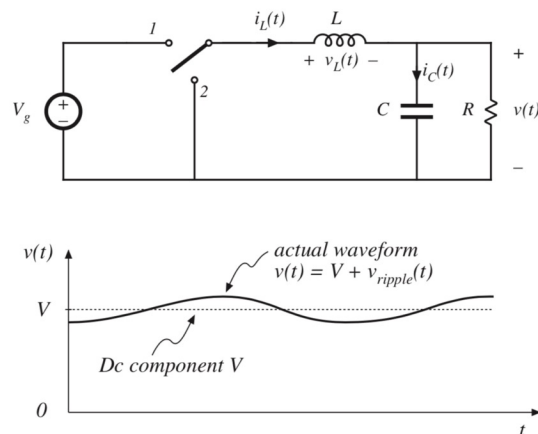 1
i_L(t)
L
+ v_L(t) −
i_C(t)
+
2
V_g
+
−
C
R
v(t)
−
v(t)
actual waveform
v(t) = V + v_ripple(t)
V
Dc component V
0
t